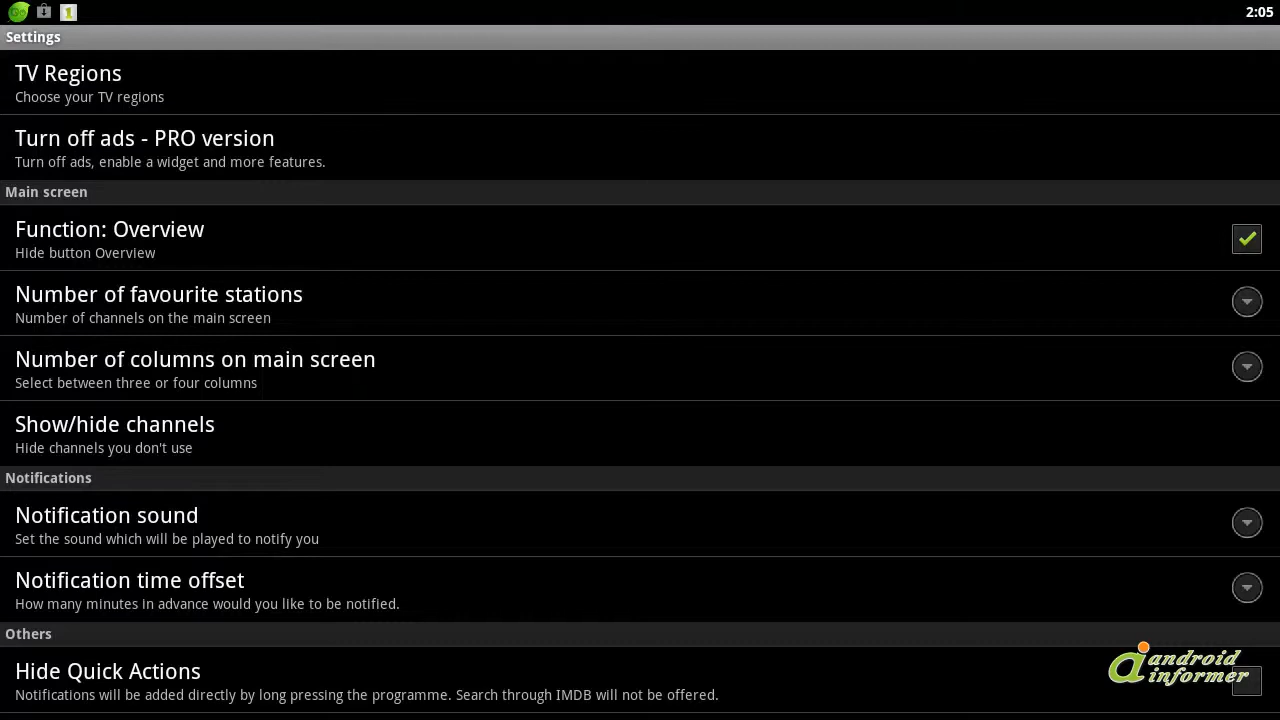 2:05
Settings
TV Regions
Choose your TV regions
Turn off ads - PRO version
Turn off ads, enable a widget and more features.
Main screen
Function: Overview
Hide button Overview
Number of favourite stations
Number of channels on the main screen
Number of columns on main screen
Select between three or four columns
Show/hide channels
Hide channels you don't use
Notifications
Notification sound
Set the sound which will be played to notify you
Notification time offset
How many minutes in advance would you like to be notified.
Others
Hide Quick Actions
Notifications will be added directly by long pressing the programme. Search through IMDB will not be offered.
android
informer